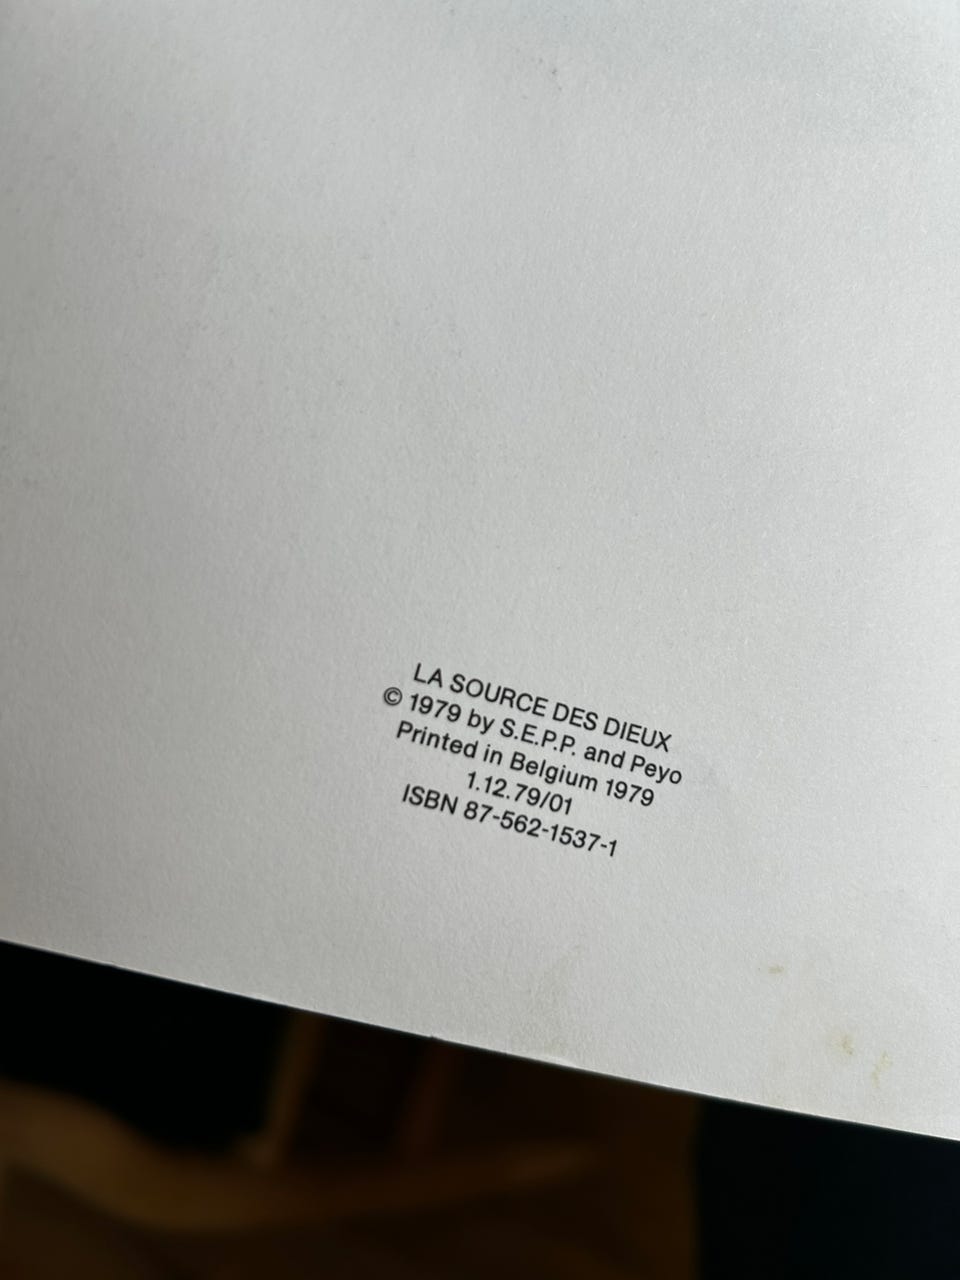 LA SOURCE DES DIEUX
© 1979 by S.E.P.P. and Peyo
Printed in Belgium 1979
1.12.79/01
ISBN 87-562-1537-1